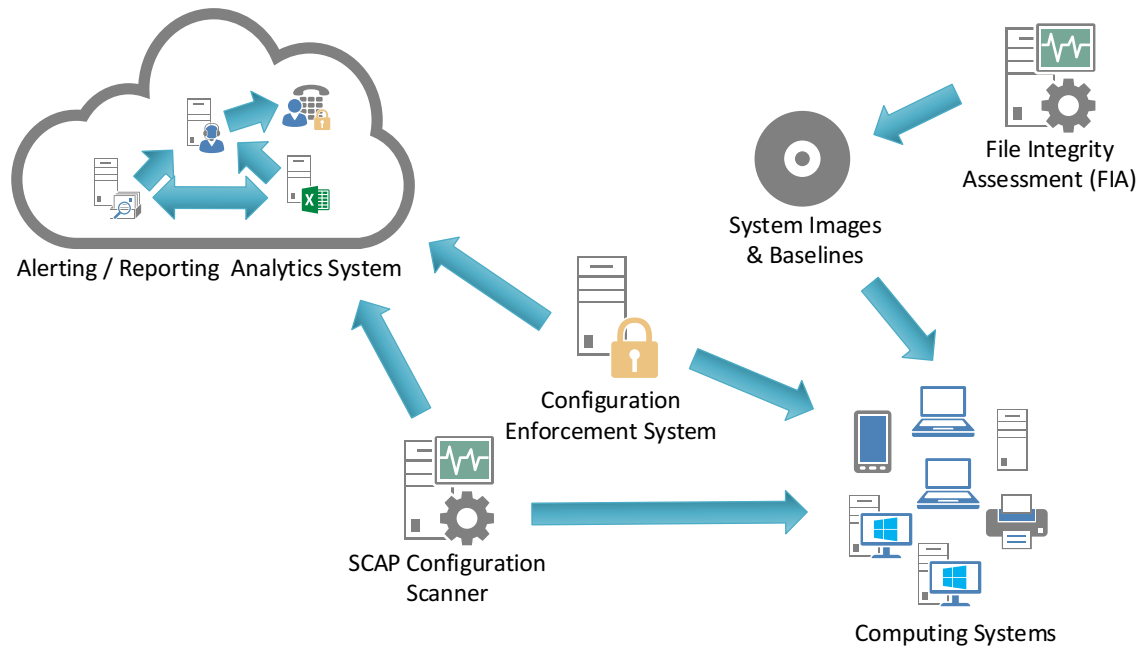 File Integrity
Assessment (FIA)
System Images
& Baselines
Alerting / Reporting Analytics System
Configuration
Enforcement System
SCAP Configuration
Scanner
Computing Systems